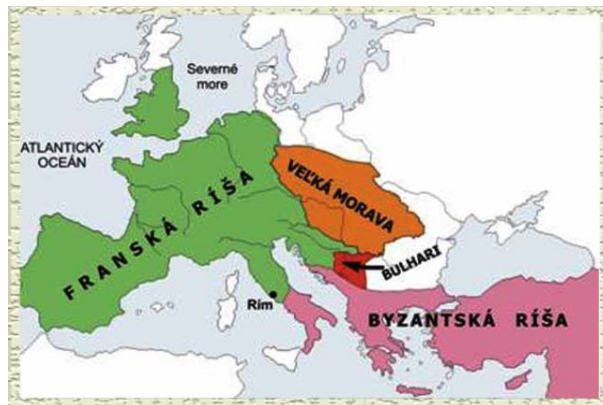 Severné
more
ATLANTICKÝ
OCEÁN
FRANSKÁ RÍŠA
VEĽKÁ MORAVA
BULHARI
Rím
BYZANTSKÁ RÍŠA